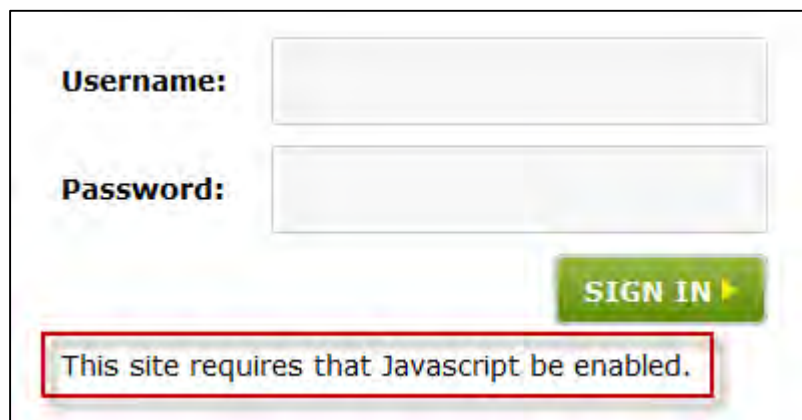 Username:
Password:
SIGN IN
This site requires that Javascript be enabled.